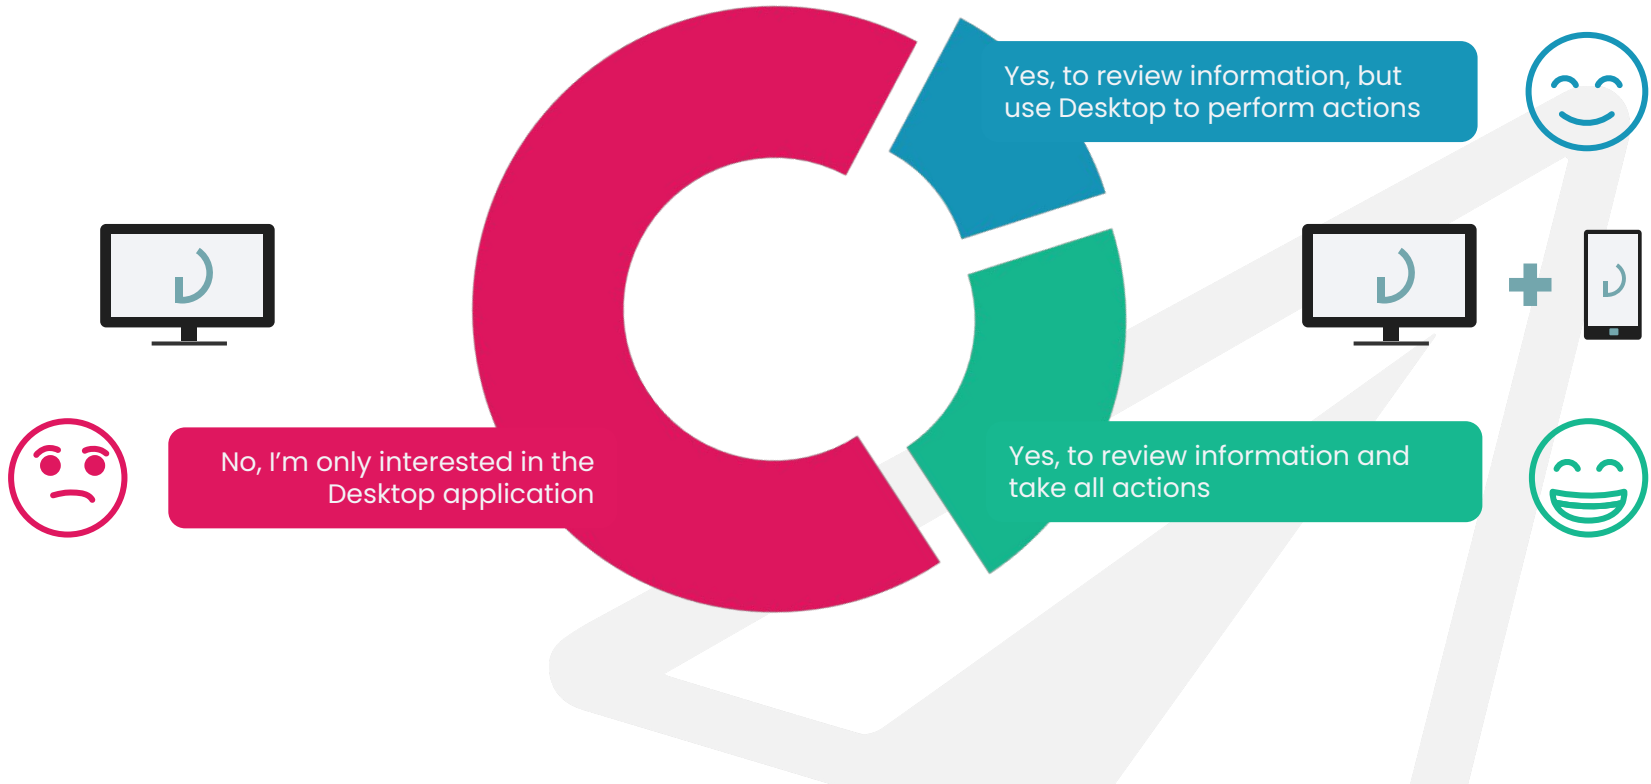 Yes, to review information, but
use Desktop to perform actions
No, I’m only interested in the
Desktop application
Yes, to review information and
take all actions